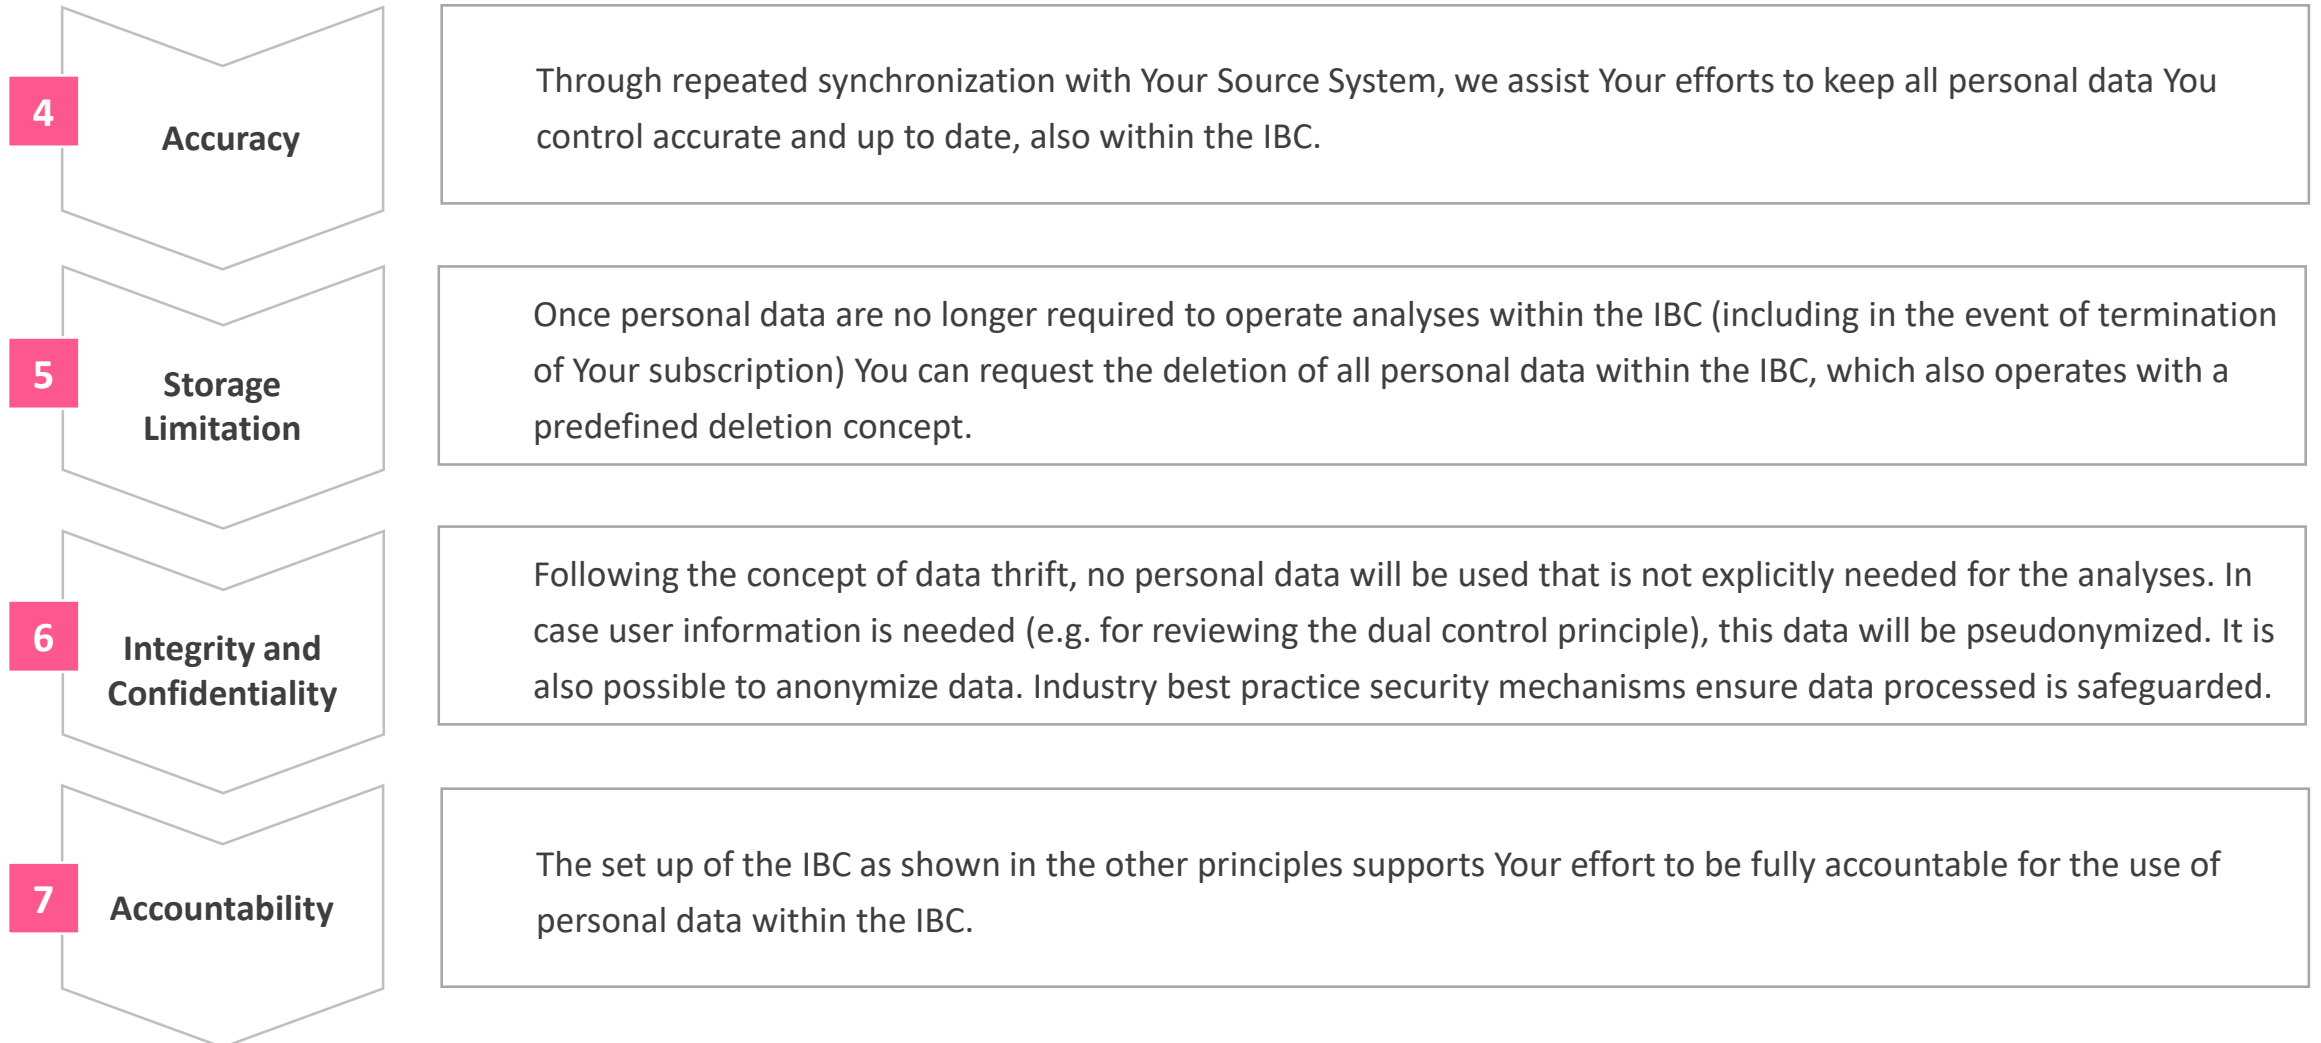 4
Accuracy
Through repeated synchronization with Your Source System, we assist Your efforts to keep all personal data You
control accurate and up to date, also within the IBC.
5
Storage
Limitation
Once personal data are no longer required to operate analyses within the IBC (including in the event of termination
of Your subscription) You can request the deletion of all personal data within the IBC, which also operates with a
predefined deletion concept.
6
Integrity and
Confidentiality
Following the concept of data thrift, no personal data will be used that is not explicitly needed for the analyses. In
case user information is needed (e.g. for reviewing the dual control principle), this data will be pseudonymized. It is
also possible to anonymize data. Industry best practice security mechanisms ensure data processed is safeguarded.
7
Accountability
The set up of the IBC as shown in the other principles supports Your effort to be fully accountable for the use of
personal data within the IBC.